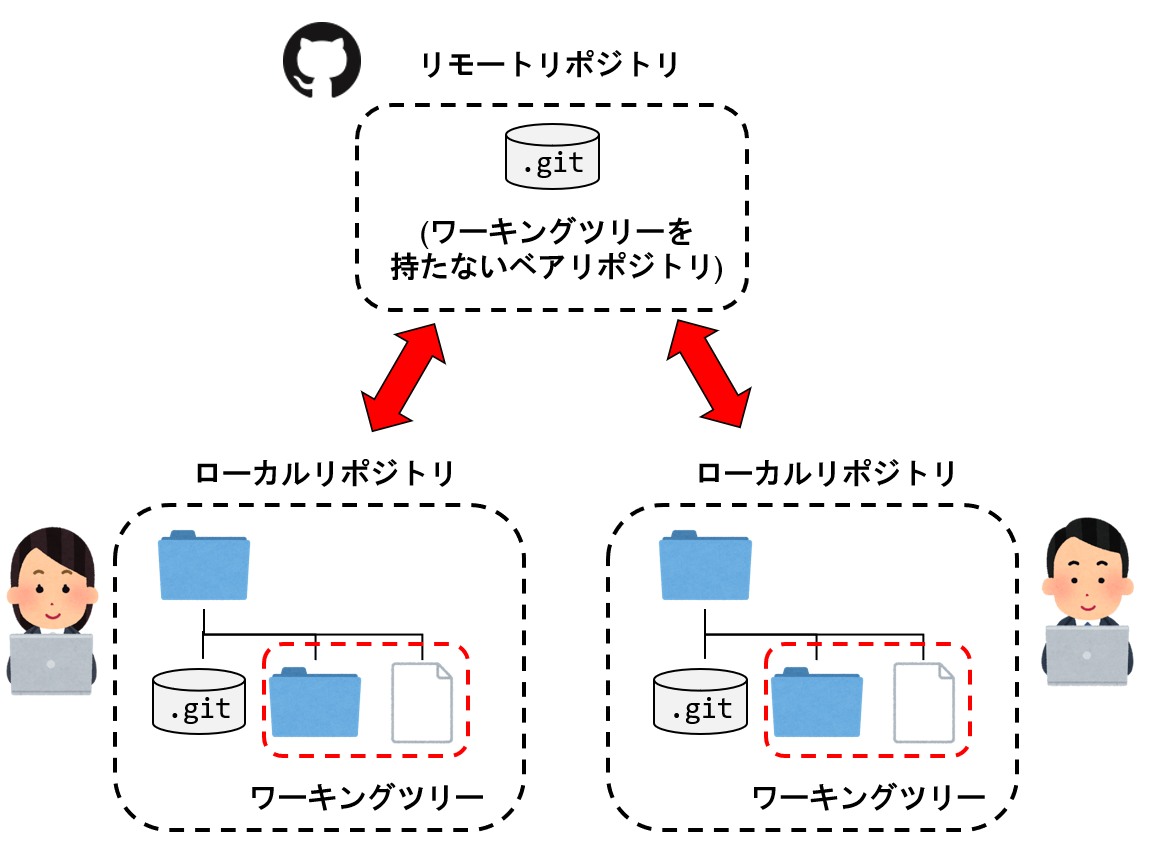 リモートリポジトリ
.git
(ワーキングツリーを
持たないベアリポジトリ)
ローカルリポジトリ
ローカルリポジトリ
.git
.git
ワーキングツリー
ワーキングツリー